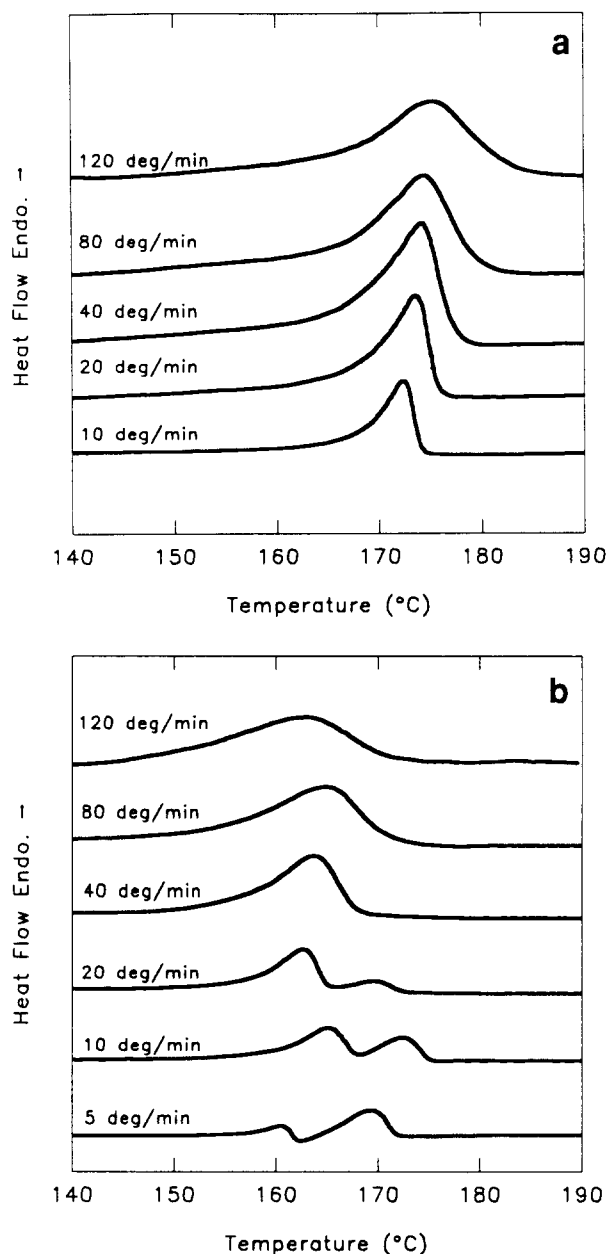 a
120 deg/min
80 deg/min
40 deg/min
20 deg/min
10 deg/min
Heat Flow Endo. →
140 150 160 170 180 190
Temperature (°C)
b
120 deg/min
80 deg/min
40 deg/min
20 deg/min
10 deg/min
5 deg/min
Heat Flow Endo. →
140 150 160 170 180 190
Temperature (°C)